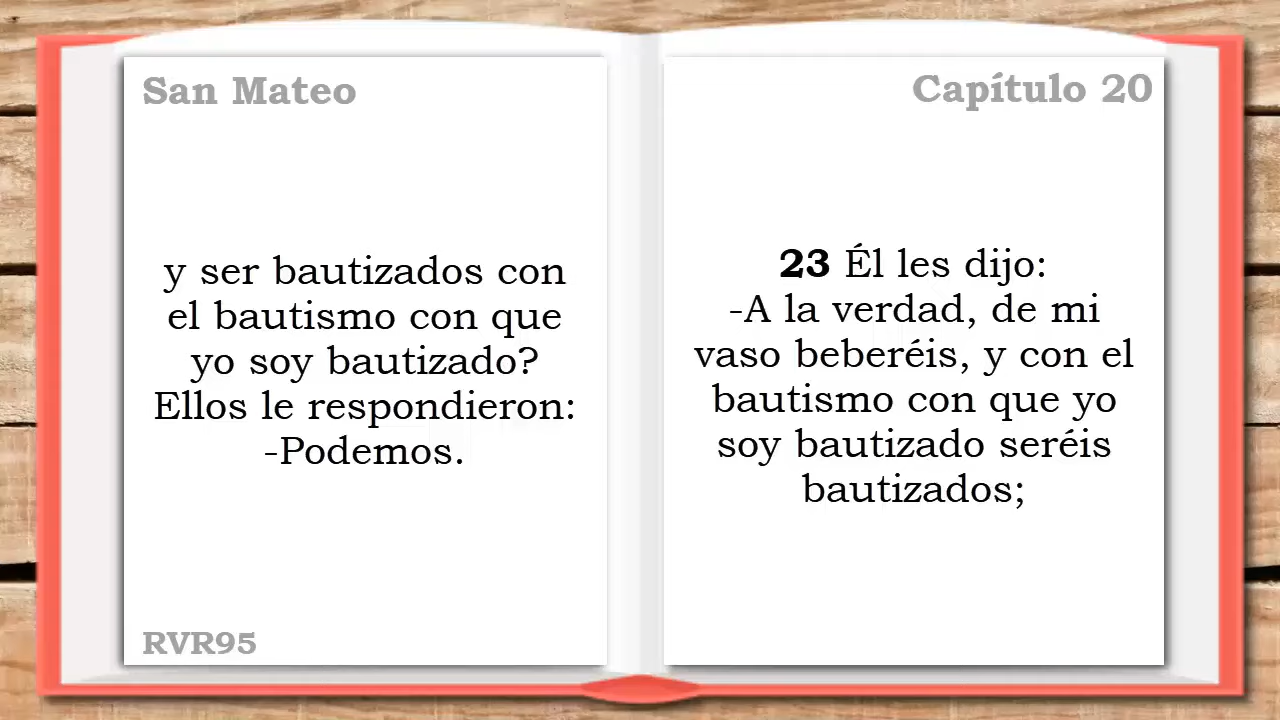 San Mateo
y ser bautizados con
el bautismo con que
yo soy bautizado?
Ellos le respondieron:
-Podemos.
RVR95
Capítulo 20
23 Él les dijo:
-A la verdad, de mi
vaso beberéis, y con el
bautismo con que yo
soy bautizado seréis
bautizados;